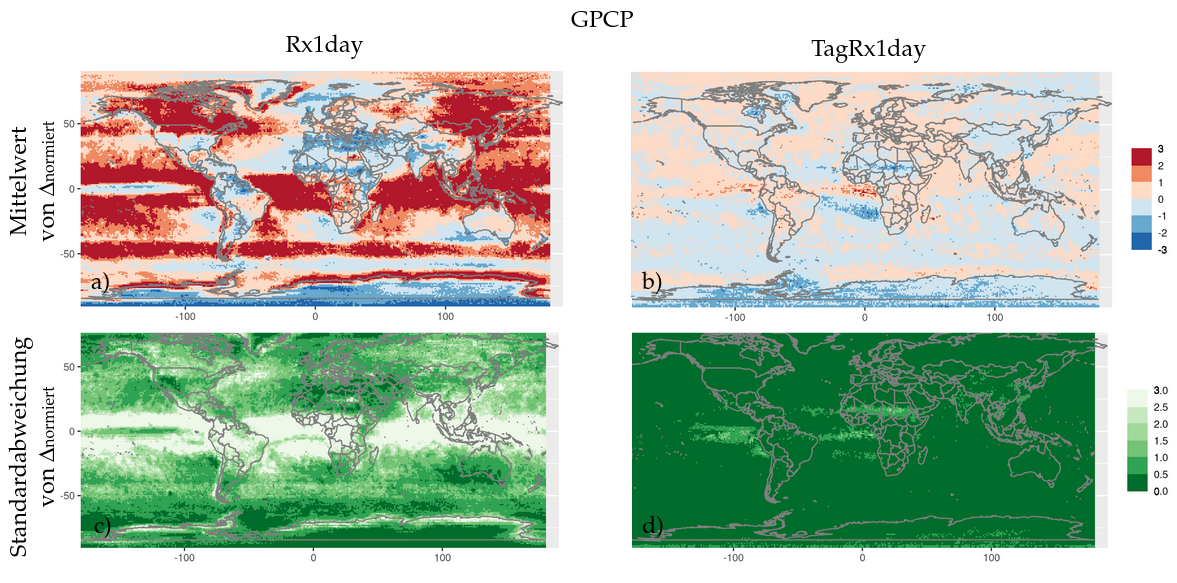 GPCP
Rx1day
TagRx1day
Mittelwert
von Δnormiert
50
0
-50
a)
-100
0
100
b)
-100
0
100
3
2
1
0
-1
-2
-3
Standardabweichung
von Δnormiert
50
0
-50
c)
-100
0
100
d)
-100
0
100
3.0
2.5
2.0
1.5
1.0
0.5
0.0